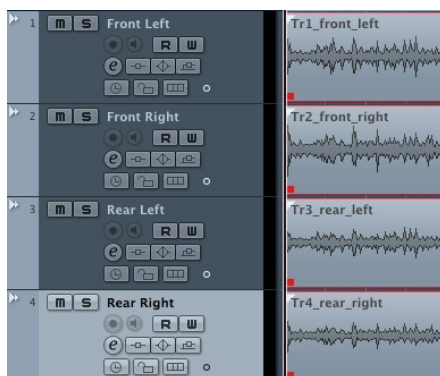 1 M S Front Left Tr1_front_left
R W
e
2 M S Front Right Tr2_front_right
R W
e
3 M S Rear Left Tr3_rear_left
R W
e
4 M S Rear Right Tr4_rear_right
R W
e